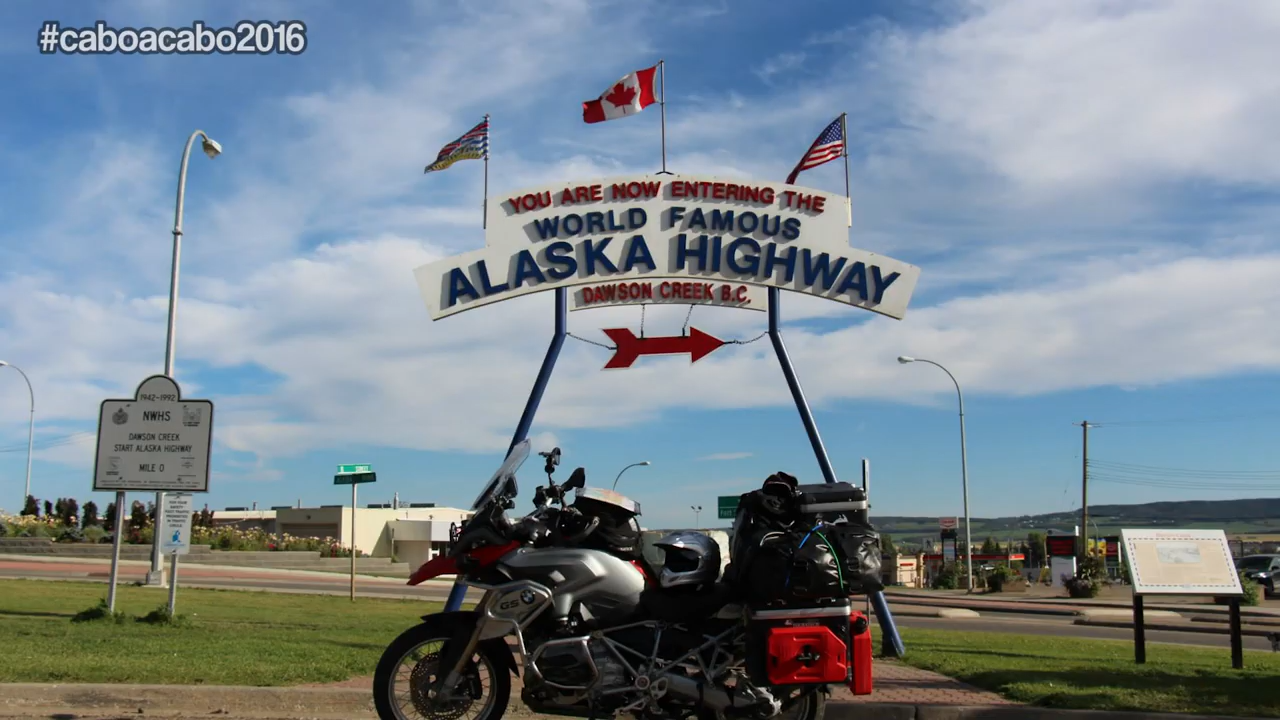 #caboacabo2016
YOU ARE NOW ENTERING THE
WORLD FAMOUS
ALASKA HIGHWAY
DAWSON CREEK B.C.
1942-1992
NWHS
DAWSON CREEK
START ALASKA HIGHWAY
MILE 0
GS